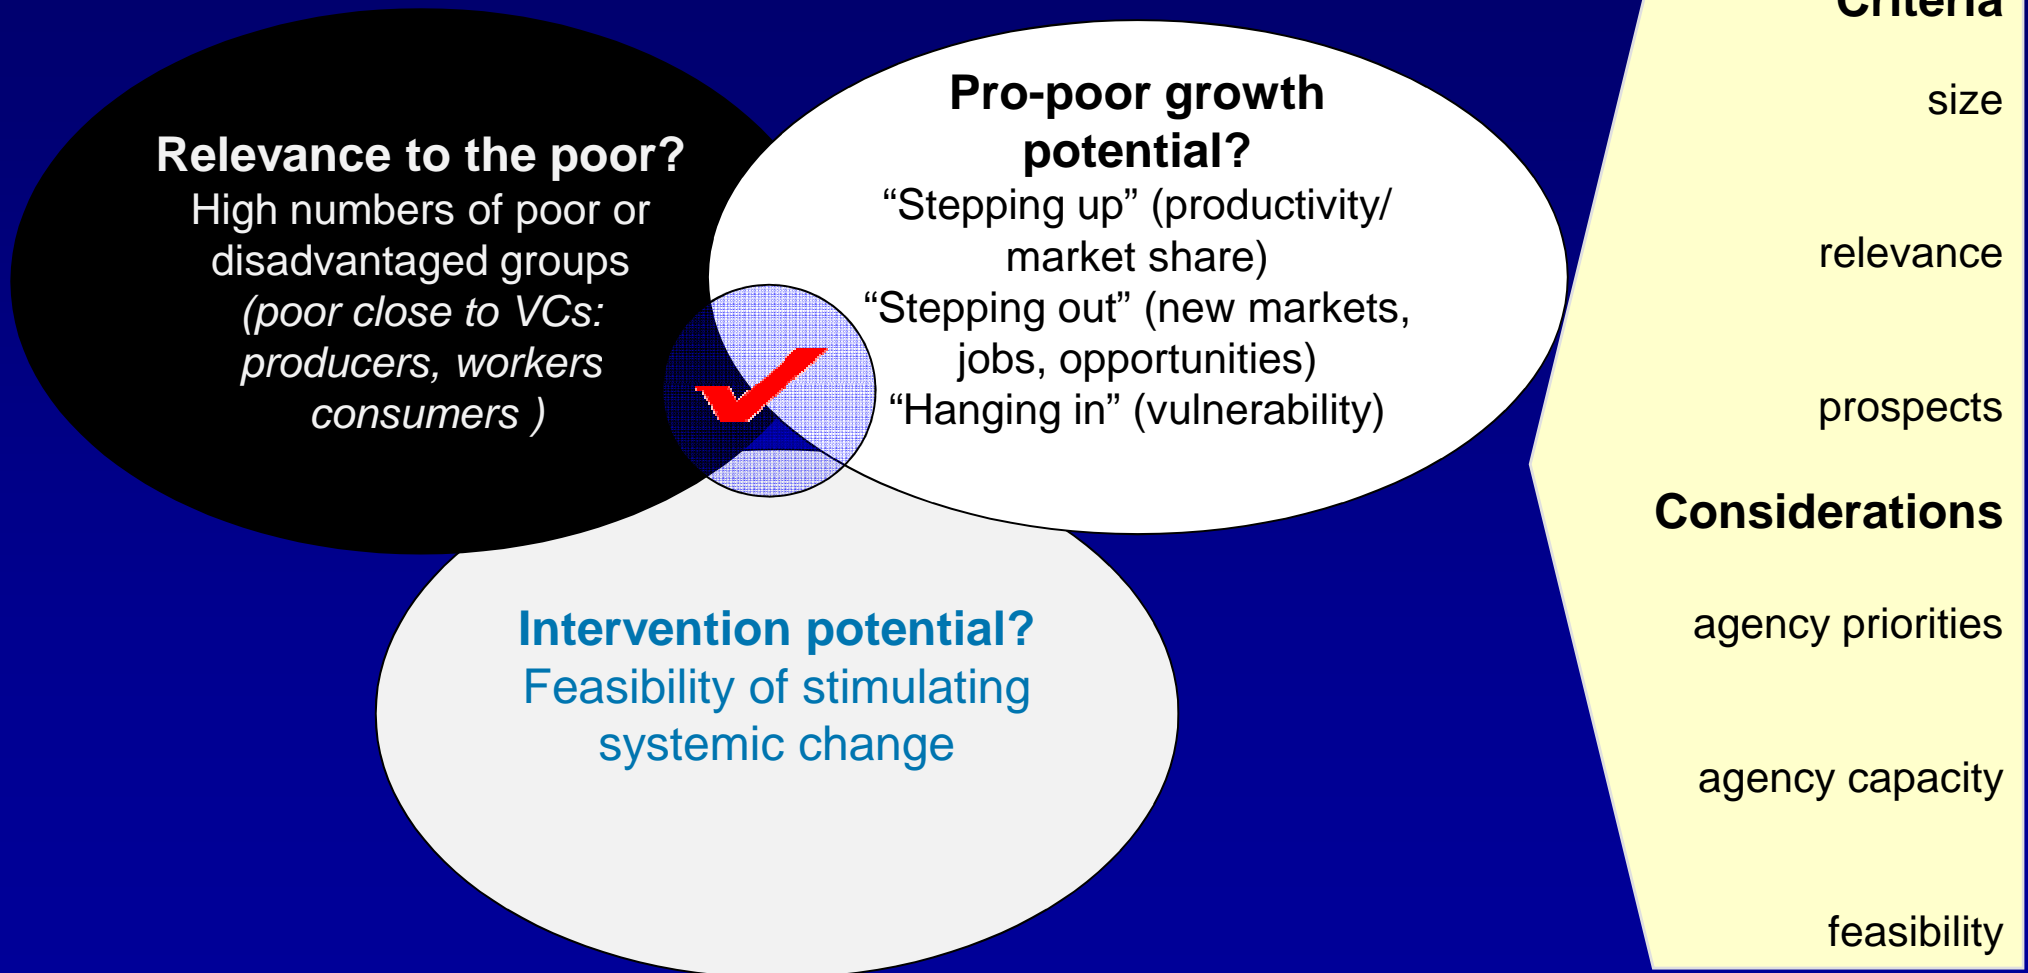 Relevance to the poor?
High numbers of poor or
disadvantaged groups
(poor close to VCs:
producers, workers
consumers )
Pro-poor growth
potential?
“Stepping up” (productivity/
market share)
“Stepping out” (new markets,
jobs, opportunities)
“Hanging in” (vulnerability)
Intervention potential?
Feasibility of stimulating
systemic change
Criteria
size
relevance
prospects
Considerations
agency priorities
agency capacity
feasibility